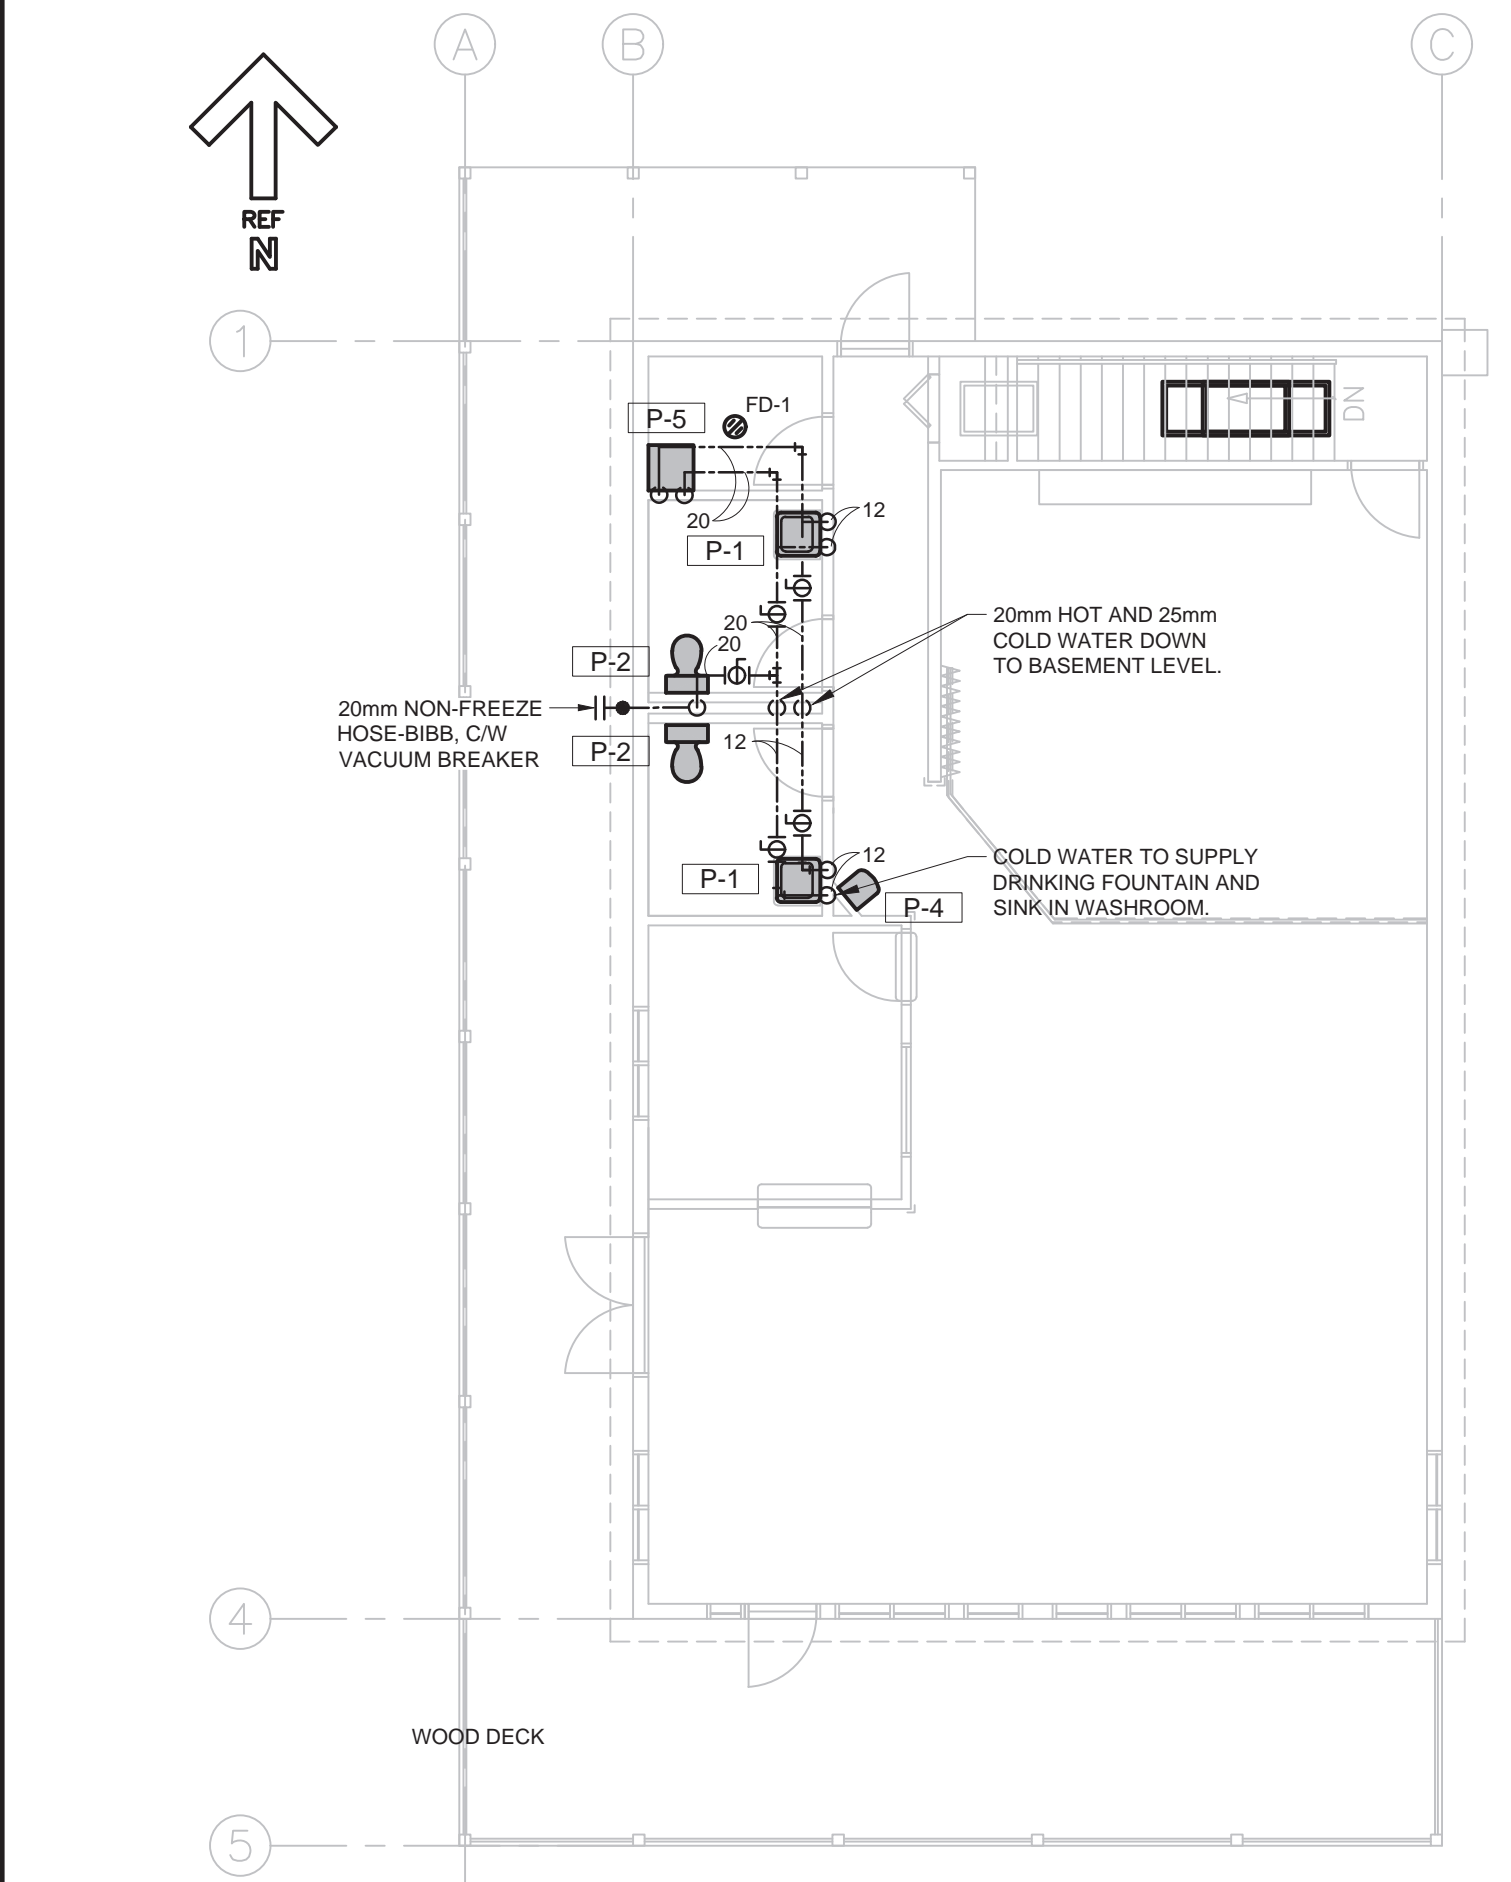 A
B
C
REF
N
1
DN
P-5
FD-1
20
12
P-1
20
20
20mm HOT AND 25mm
COLD WATER DOWN
TO BASEMENT LEVEL.
P-2
20mm NON-FREEZE
HOSE-BIBB, C/W
VACUUM BREAKER
P-2
12
12
P-1
P-4
COLD WATER TO SUPPLY
DRINKING FOUNTAIN AND
SINK IN WASHROOM.
4
WOOD DECK
5